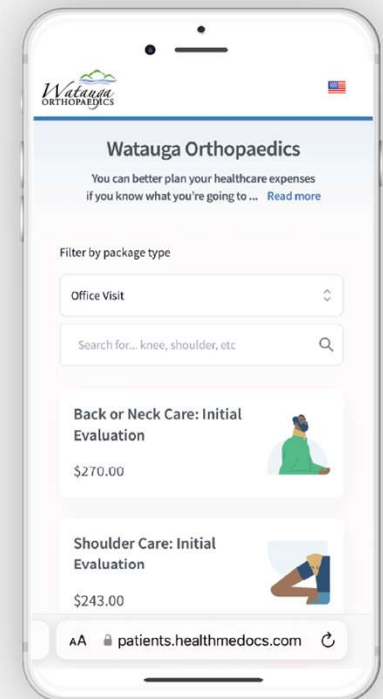 Watauga
ORTHOPAEDICS
Watauga Orthopaedics
You can better plan your healthcare expenses
if you know what you're going to ... Read more
Filter by package type
Office Visit
Search for... knee, shoulder, etc
Back or Neck Care: Initial
Evaluation
$270.00
Shoulder Care: Initial
Evaluation
$243.00
AA patients.healthmedocs.com